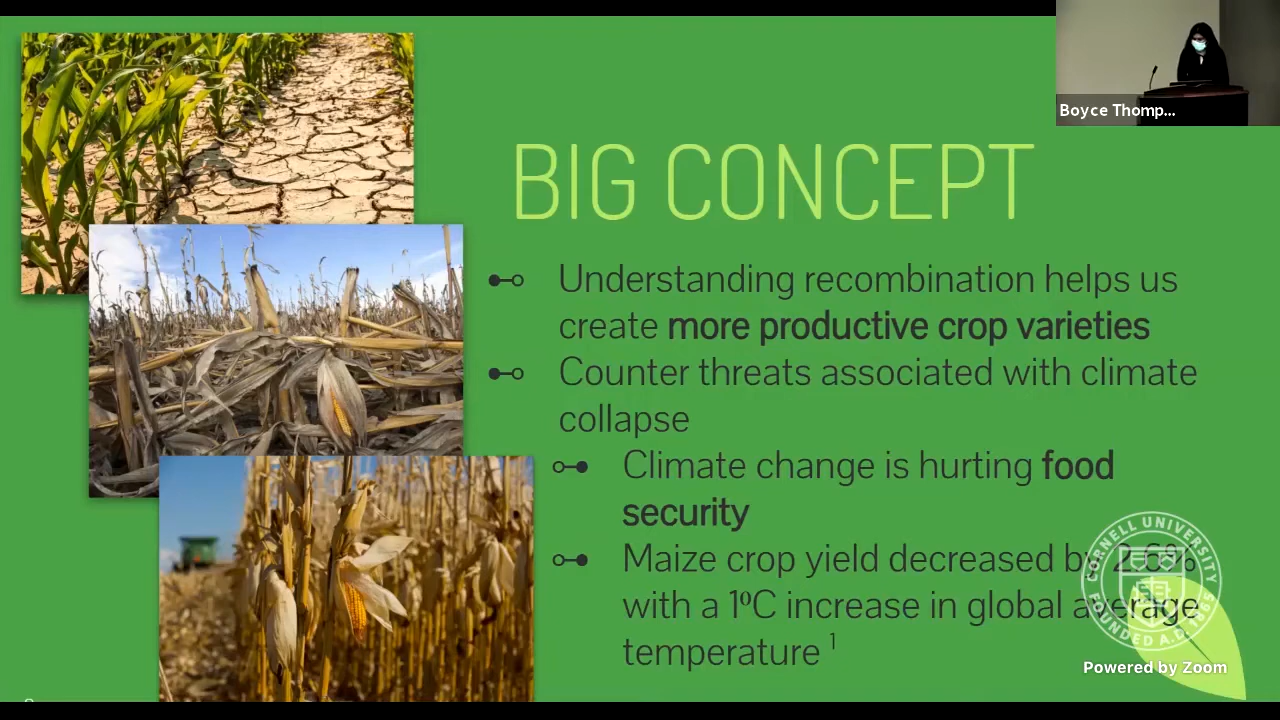 Boyce Thomp...
BIG CONCEPT
Understanding recombination helps us
create more productive crop varieties
Counter threats associated with climate
collapse
Climate change is hurting food
security
Maize crop yield decreased by 2.6%
with a 1ºC increase in global average
temperature 1
CORNELL UNIVERSITY
FOUNDED A.D. 1865
Powered by Zoom